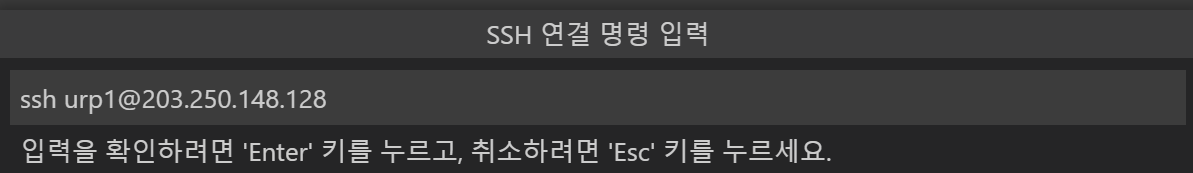 SSH 연결 명령 입력
ssh urp1@203.250.148.128
입력을 확인하려면 'Enter' 키를 누르고, 취소하려면 'Esc' 키를 누르세요.